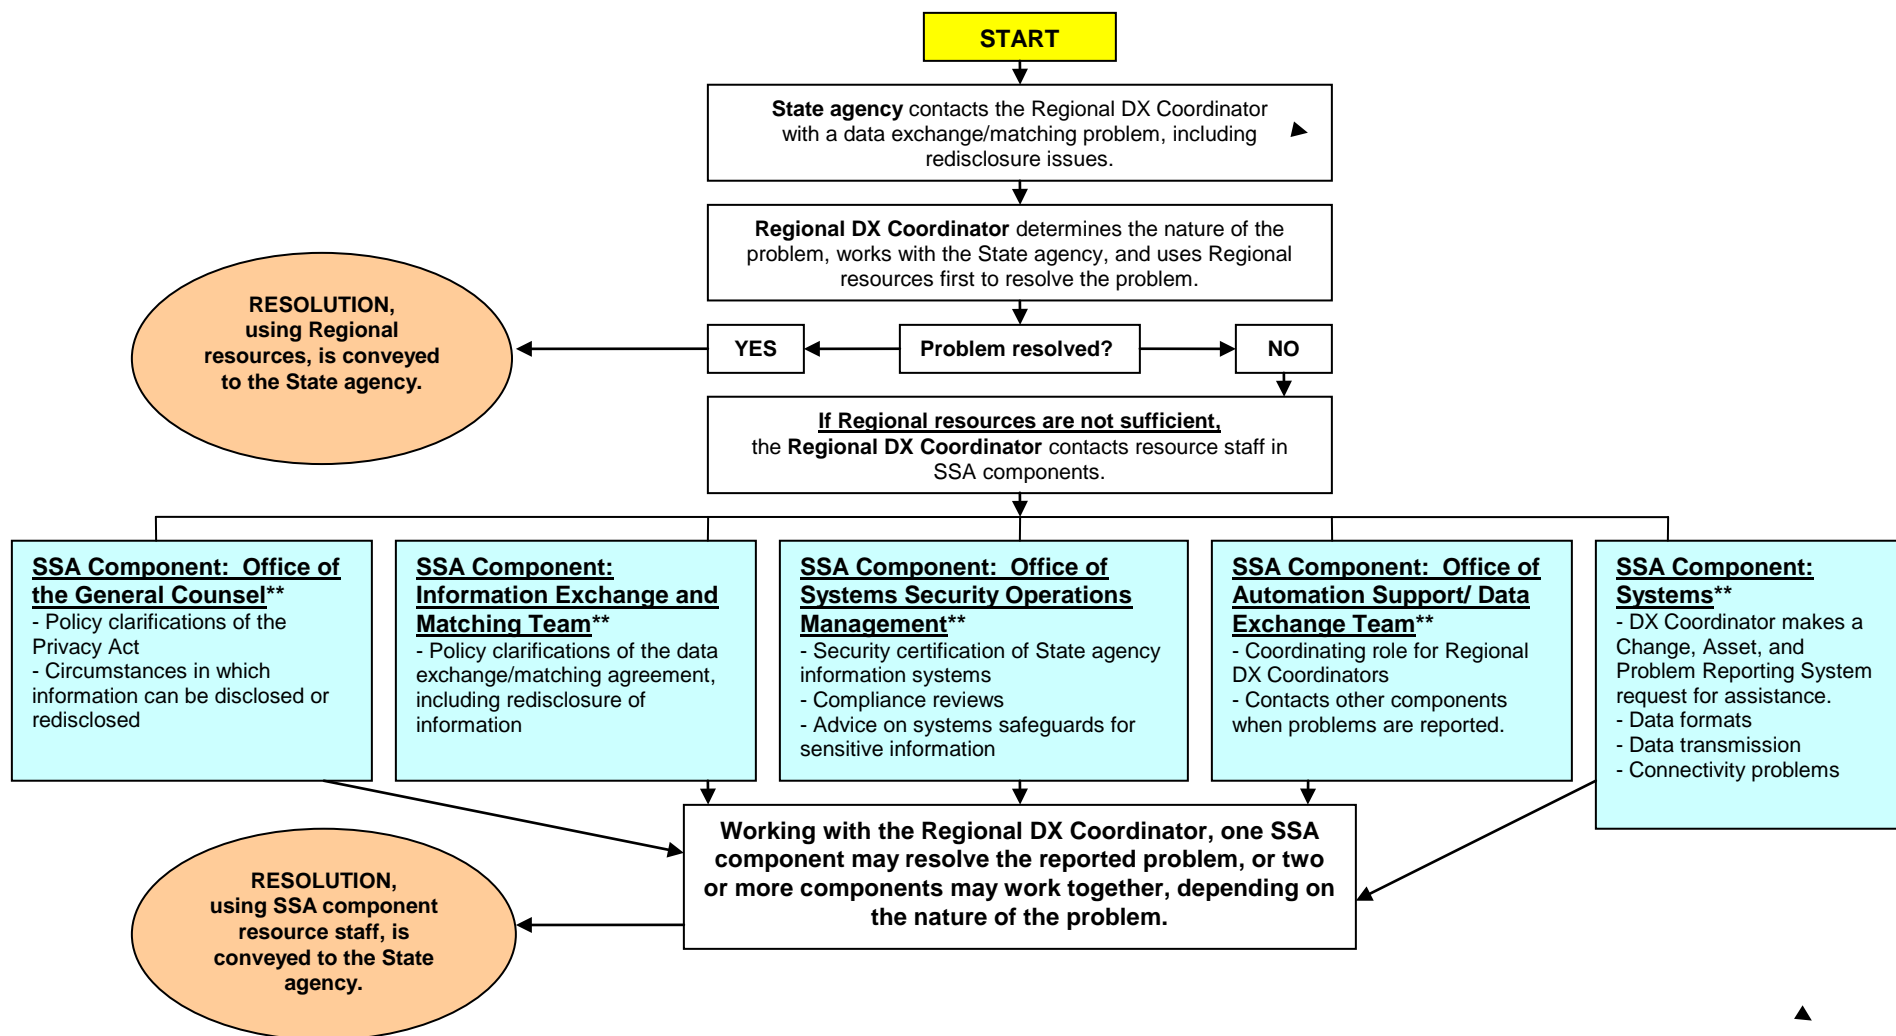 START
State agency contacts the Regional DX Coordinator
with a data exchange/matching problem, including
redisclosure issues.
Regional DX Coordinator determines the nature of the
problem, works with the State agency, and uses Regional
resources first to resolve the problem.
RESOLUTION,
using Regional
resources, is conveyed
to the State agency.
YES
Problem resolved?
NO
If Regional resources are not sufficient,
the Regional DX Coordinator contacts resource staff in
SSA components.
SSA Component:  Office of
the General Counsel**
- Policy clarifications of the
Privacy Act
- Circumstances in which
information can be disclosed or
redisclosed
SSA Component:
Information Exchange and
Matching Team**
- Policy clarifications of the data
exchange/matching agreement,
including redisclosure of
information
SSA Component:  Office of
Systems Security Operations
Management**
- Security certification of State agency
information systems
- Compliance reviews
- Advice on systems safeguards for
sensitive information
SSA Component:  Office of
Automation Support/ Data
Exchange Team**
- Coordinating role for Regional
DX Coordinators
- Contacts other components
when problems are reported.
SSA Component:
Systems**
- DX Coordinator makes a
Change, Asset, and
Problem Reporting System
request for assistance.
- Data formats
- Data transmission
- Connectivity problems
Working with the Regional DX Coordinator, one SSA
component may resolve the reported problem, or two
or more components may work together, depending on
the nature of the problem.
RESOLUTION,
using SSA component
resource staff, is
conveyed to the State
agency.